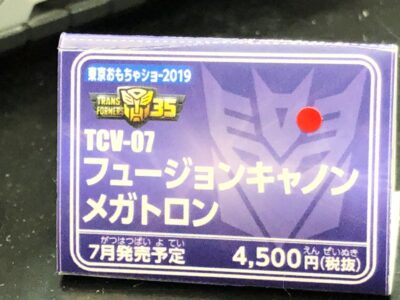 東京おもちゃショー2019
TRANSFORMERS 35
TCV-07
フュージョンキャノン
メガトロン
がつはつばい よてい
7月発売予定
えん ぜいぬき
4,500円(税抜)